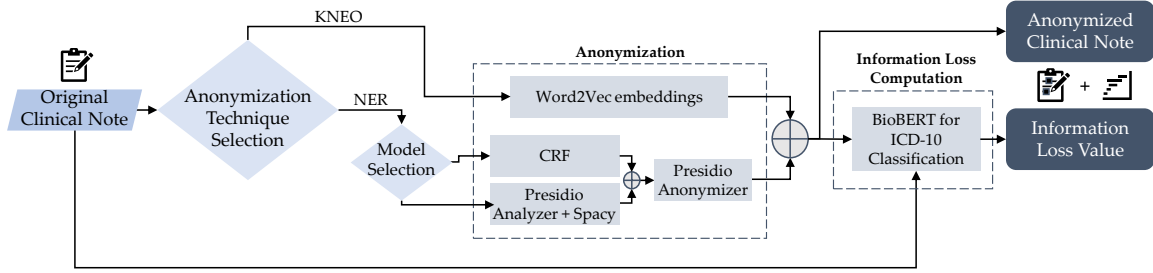 KNEO
Original
Clinical Note
Anonymization
Technique
Selection
NER
Model
Selection
Anonymization
Word2Vec embeddings
CRF
Presidio
Analyzer + Spacy
Presidio
Anonymizer
Information Loss
Computation
BioBERT for
ICD-10
Classification
Anonymized
Clinical Note
+
Information
Loss Value